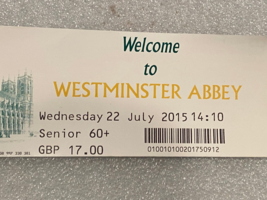 Welcome
to
WESTMINSTER ABBEY
Wednesday 22 July 2015 14:10
Senior 60+
GBP 17.00
010010100201750912